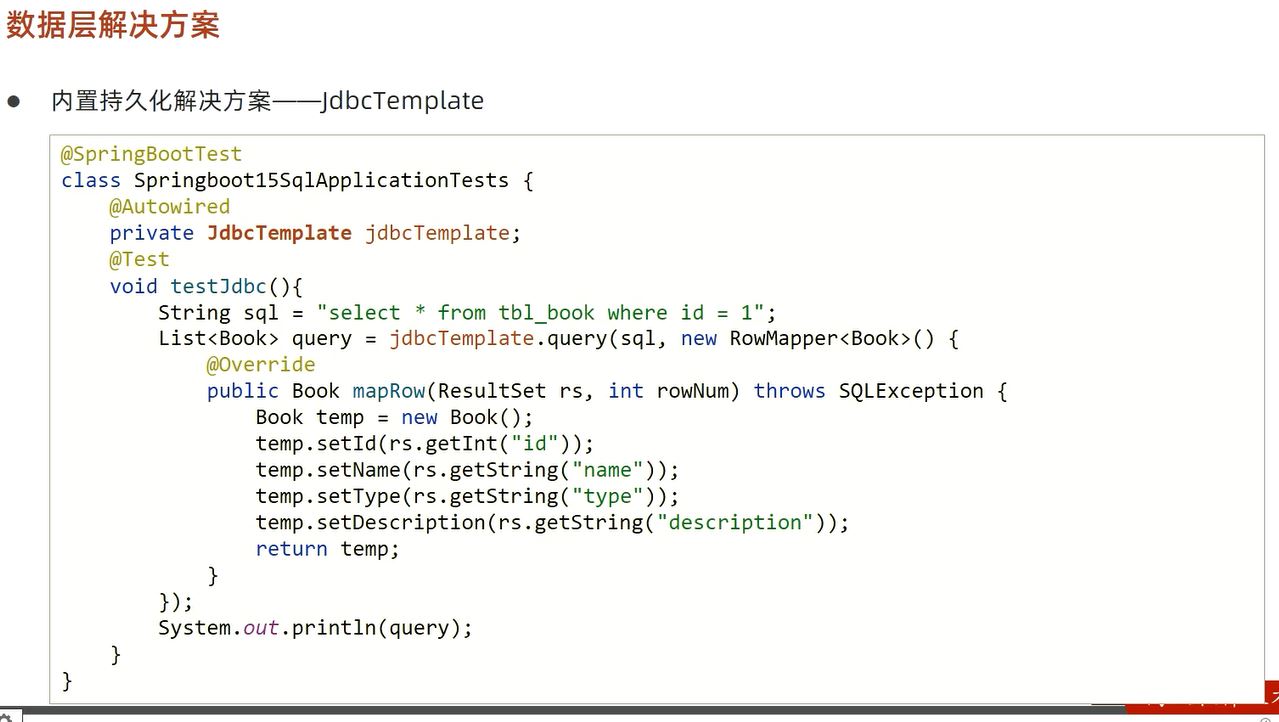 数据层解决方案
● 内置持久化解决方案——JdbcTemplate
@SpringBootTest
class Springboot15SqlApplicationTests {
    @Autowired
    private JdbcTemplate jdbcTemplate;
    @Test
    void testJdbc(){
        String sql = "select * from tbl_book where id = 1";
        List<Book> query = jdbcTemplate.query(sql, new RowMapper<Book>() {
            @Override
            public Book mapRow(ResultSet rs, int rowNum) throws SQLException {
                Book temp = new Book();
                temp.setId(rs.getInt("id"));
                temp.setName(rs.getString("name"));
                temp.setType(rs.getString("type"));
                temp.setDescription(rs.getString("description"));
                return temp;
            }
        });
        System.out.println(query);
    }
}